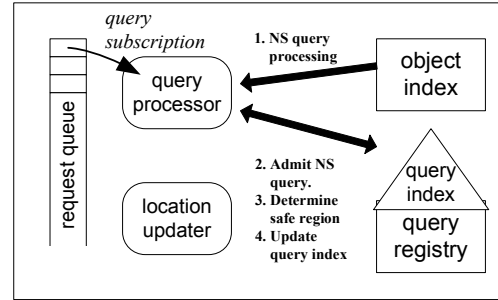 query
subscription
request queue
query
processor
location
updater
1. NS query
processing
2. Admit NS
query.
3. Determine
safe region
4. Update
query index
object
index
query
index
query
registry